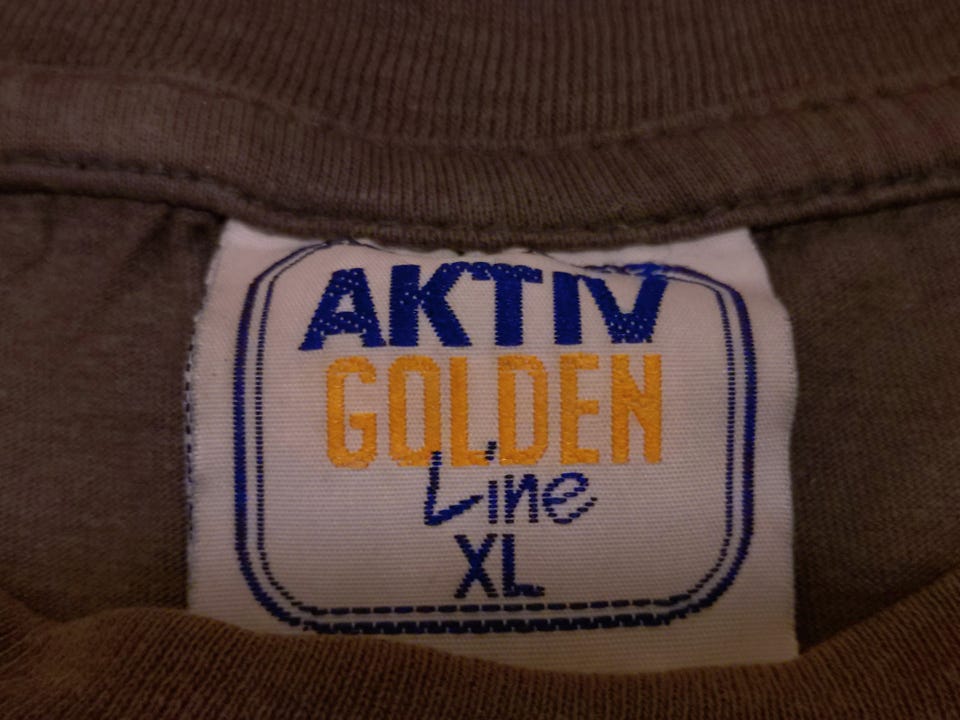 AKTIV
GOLDEN
Line
XL